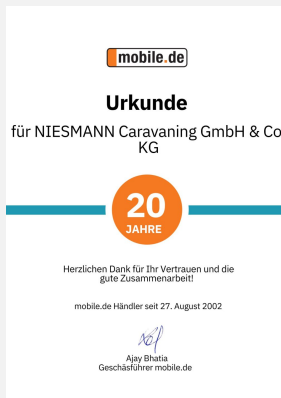 mobile.de
Urkunde
für NIESMANN Caravaning GmbH & Co
KG
20
JAHRE
Herzlichen Dank für Ihr Vertrauen und die
gute Zusammenarbeit!
mobile.de Händler seit 27. August 2002
Ajay Bhatia
Geschäsführer mobile.de